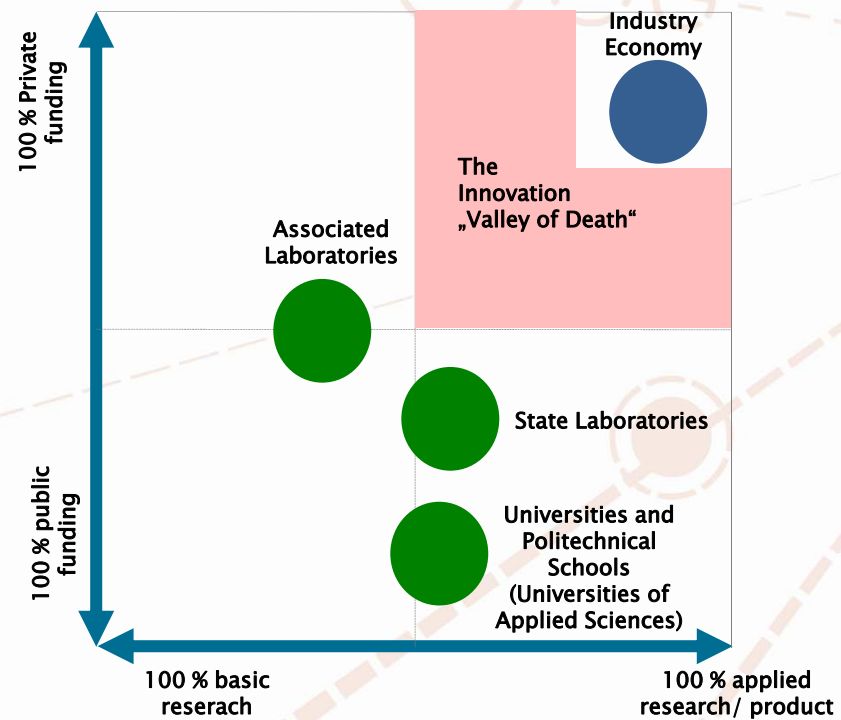 100 % Private
funding
Industry
Economy
The
Innovation
„Valley of Death“
Associated
Laboratories
State Laboratories
100 % public
funding
Universities and
Politechnical
Schools
(Universities of
Applied Sciences)
100 % basic
reserach
100 % applied
research/ product